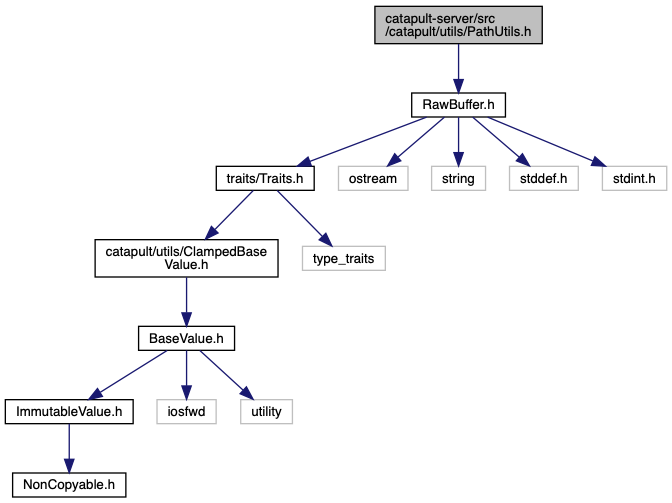 catapult-server/src
/catapult/utils/PathUtils.h
RawBuffer.h
traits/Traits.h
ostream
string
stddef.h
stdint.h
catapult/utils/ClampedBase
Value.h
type_traits
BaseValue.h
ImmutableValue.h
iosfwd
utility
NonCopyable.h